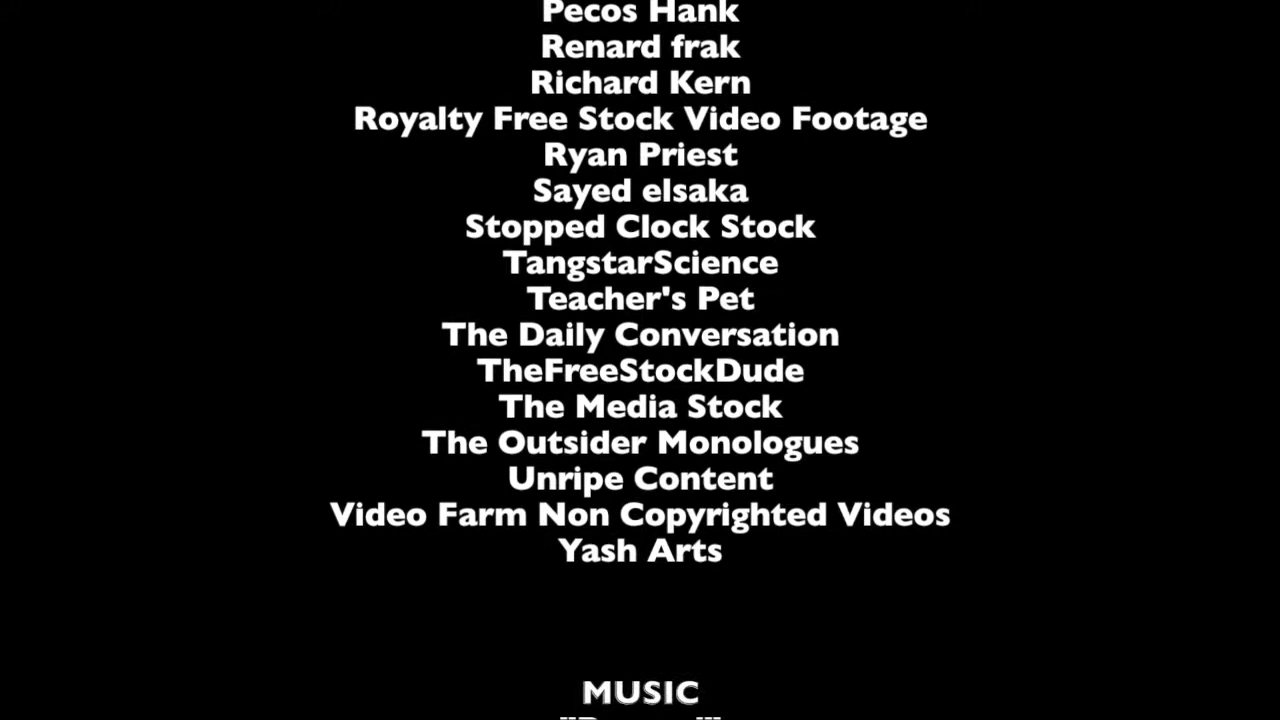 Pecos Hank
Renard frak
Richard Kern
Royalty Free Stock Video Footage
Ryan Priest
Sayed elsaka
Stopped Clock Stock
TangstarScience
Teacher's Pet
The Daily Conversation
TheFreeStockDude
The Media Stock
The Outsider Monologues
Unripe Content
Video Farm Non Copyrighted Videos
Yash Arts
MUSIC